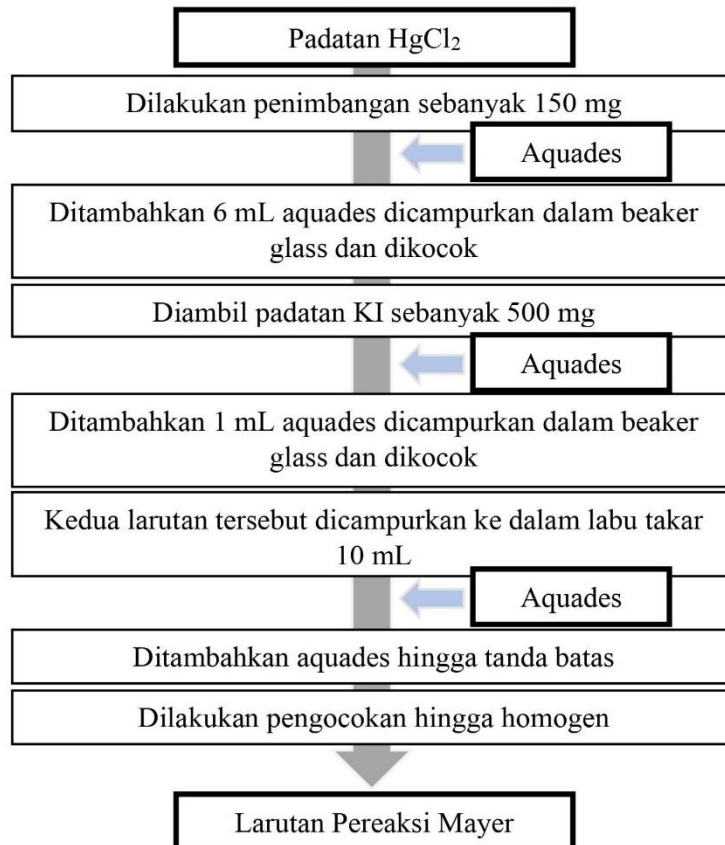 Padatan HgCl₂
Dilakukan penimbangan sebanyak 150 mg
Aquades
Ditambahkan 6 mL aquades dicampurkan dalam beaker
glass dan dikocok
Diambil padatan KI sebanyak 500 mg
Aquades
Ditambahkan 1 mL aquades dicampurkan dalam beaker
glass dan dikocok
Kedua larutan tersebut dicampurkan ke dalam labu takar
10 mL
Aquades
Ditambahkan aquades hingga tanda batas
Dilakukan pengocokan hingga homogen
Larutan Pereaksi Mayer